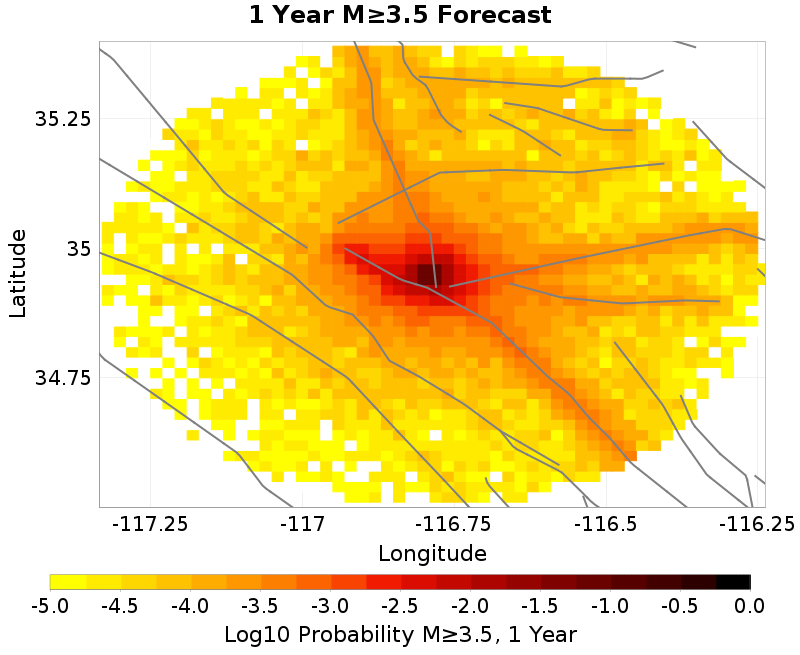 1 Year M≥3.5 Forecast
35.25
35
34.75
Latitude
-117.25 -117 -116.75 -116.5 -116.25
Longitude
-5.0 -4.5 -4.0 -3.5 -3.0 -2.5 -2.0 -1.5 -1.0 -0.5 0.0
Log10 Probability M≥3.5, 1 Year